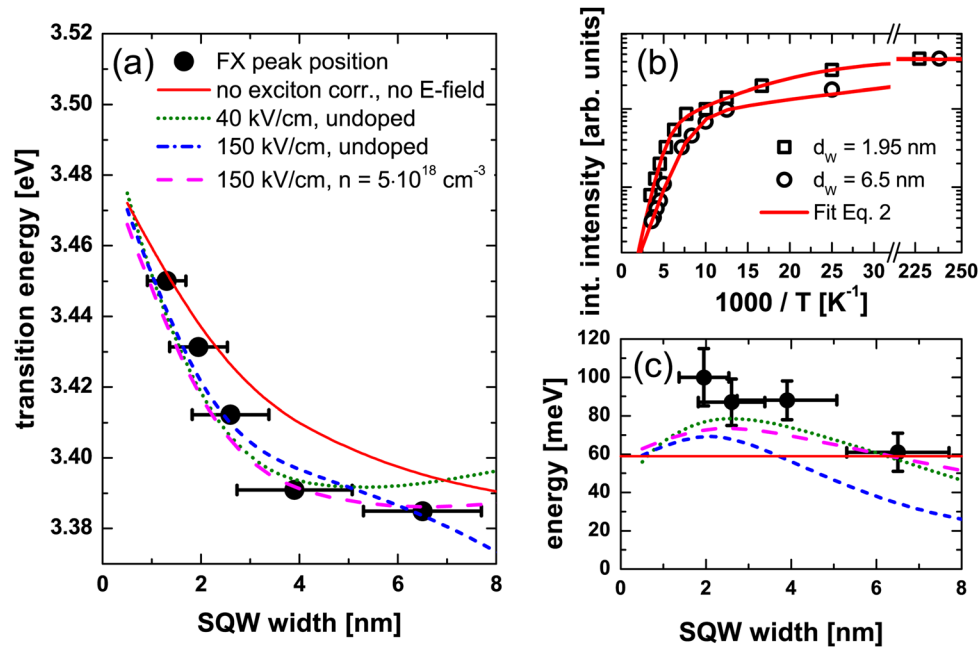 (a)
FX peak position
no exciton corr., no E-field
40 kV/cm, undoped
150 kV/cm, undoped
150 kV/cm, n = 5·10¹⁸ cm⁻³
transition energy [eV]
3.52
3.50
3.48
3.46
3.44
3.42
3.40
3.38
0 2 4 6 8
SQW width [nm]
(b)
int. intensity [arb. units]
d_w = 1.95 nm
d_w = 6.5 nm
Fit Eq. 2
0 5 10 15 20 25 30 225 250
1000 / T [K⁻¹]
(c)
energy [meV]
120
100
80
60
40
20
0
0 2 4 6 8
SQW width [nm]